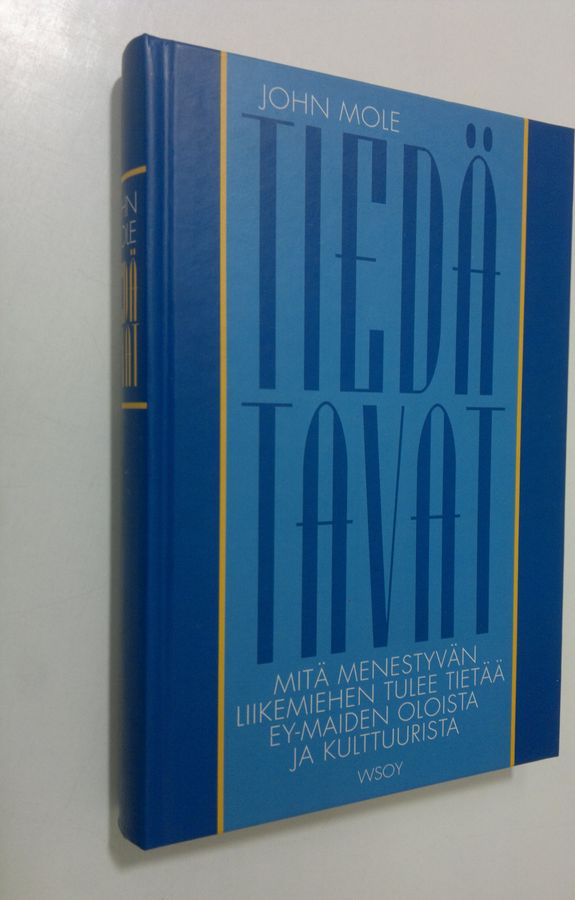 JOHN MOLE
TIEDÄ
TAVAT
MITÄ MENESTYVÄN
LIIKEMIEHEN TULEE TIETÄÄ
EY-MAIDEN OLOISTA
JA KULTTUURISTA
WSOY